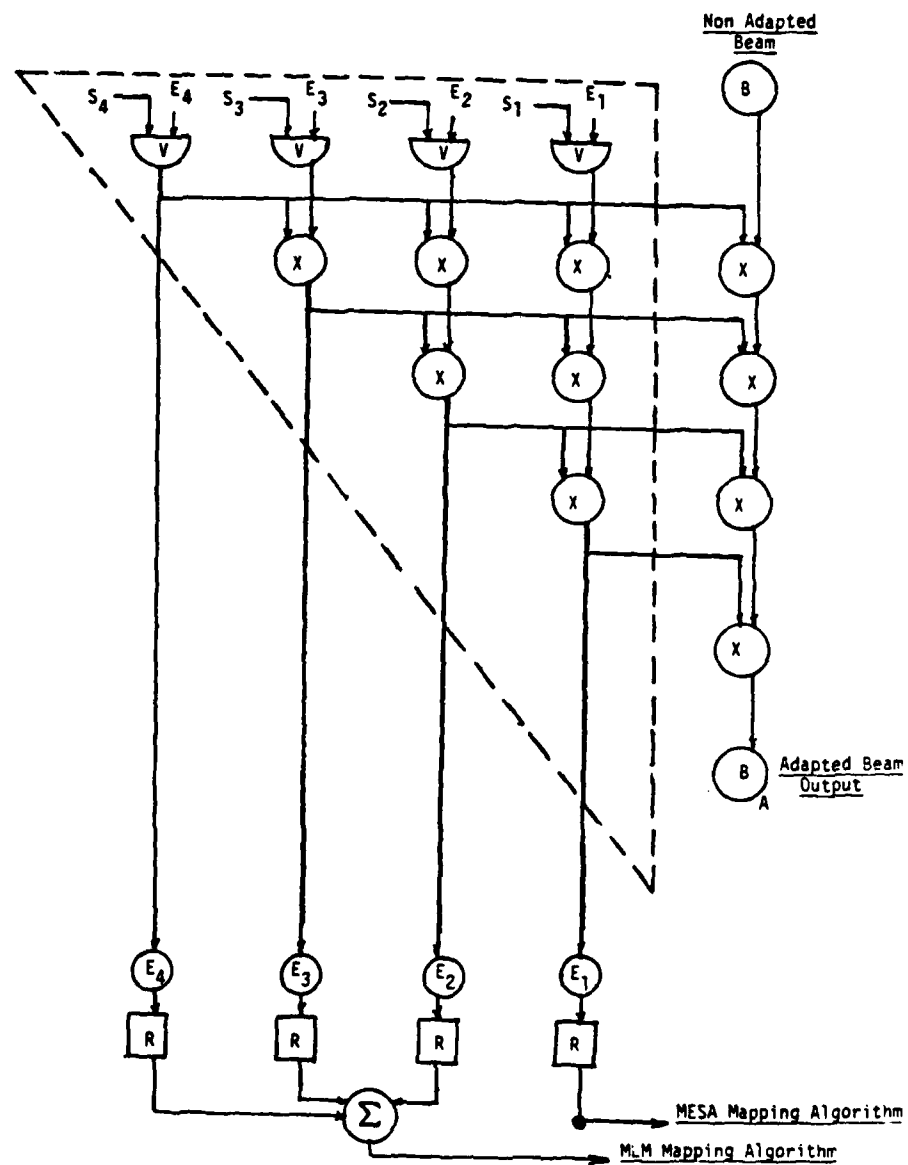 Non Adapted
Beam
B
S4 E4 S3 E3 S2 E2 S1 E1
V V V V
X X X X
X X X
X X
X
B
A
Adapted Beam
Output
E4 E3 E2 E1
R R R R
Σ
MESA Mapping Algorithm
MLM Mapping Algorithm